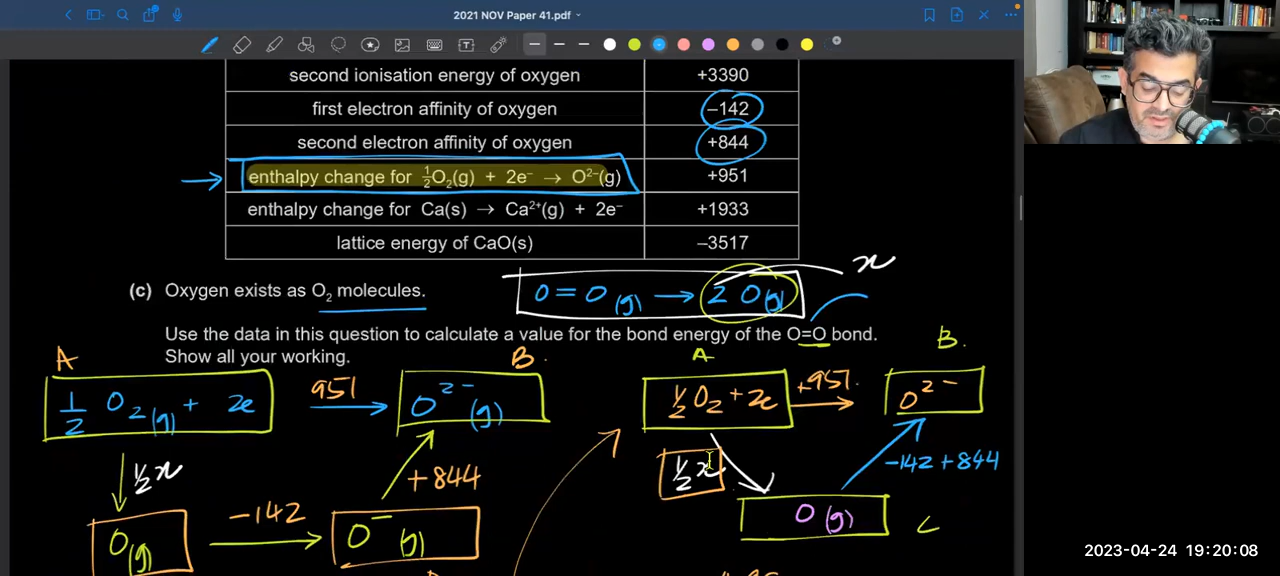 2021 NOV Paper 41.pdf
second ionisation energy of oxygen +3390
first electron affinity of oxygen –142
second electron affinity of oxygen +844
enthalpy change for ½O₂(g) + 2e⁻ → O²⁻(g) +951
enthalpy change for Ca(s) → Ca²⁺(g) + 2e⁻ +1933
lattice energy of CaO(s) –3517
O=O(g) → 2O(g) x
(c) Oxygen exists as O₂ molecules.
Use the data in this question to calculate a value for the bond energy of the O=O bond.
Show all your working.
A B. A B.
½ O₂(g) + 2e 951 O²⁻(g) ½O₂ + 2e +951. O²⁻
½x +844 ½x -142 +844
O(g) -142 O⁻(g) O(g) C
2023-04-24 19:20:08